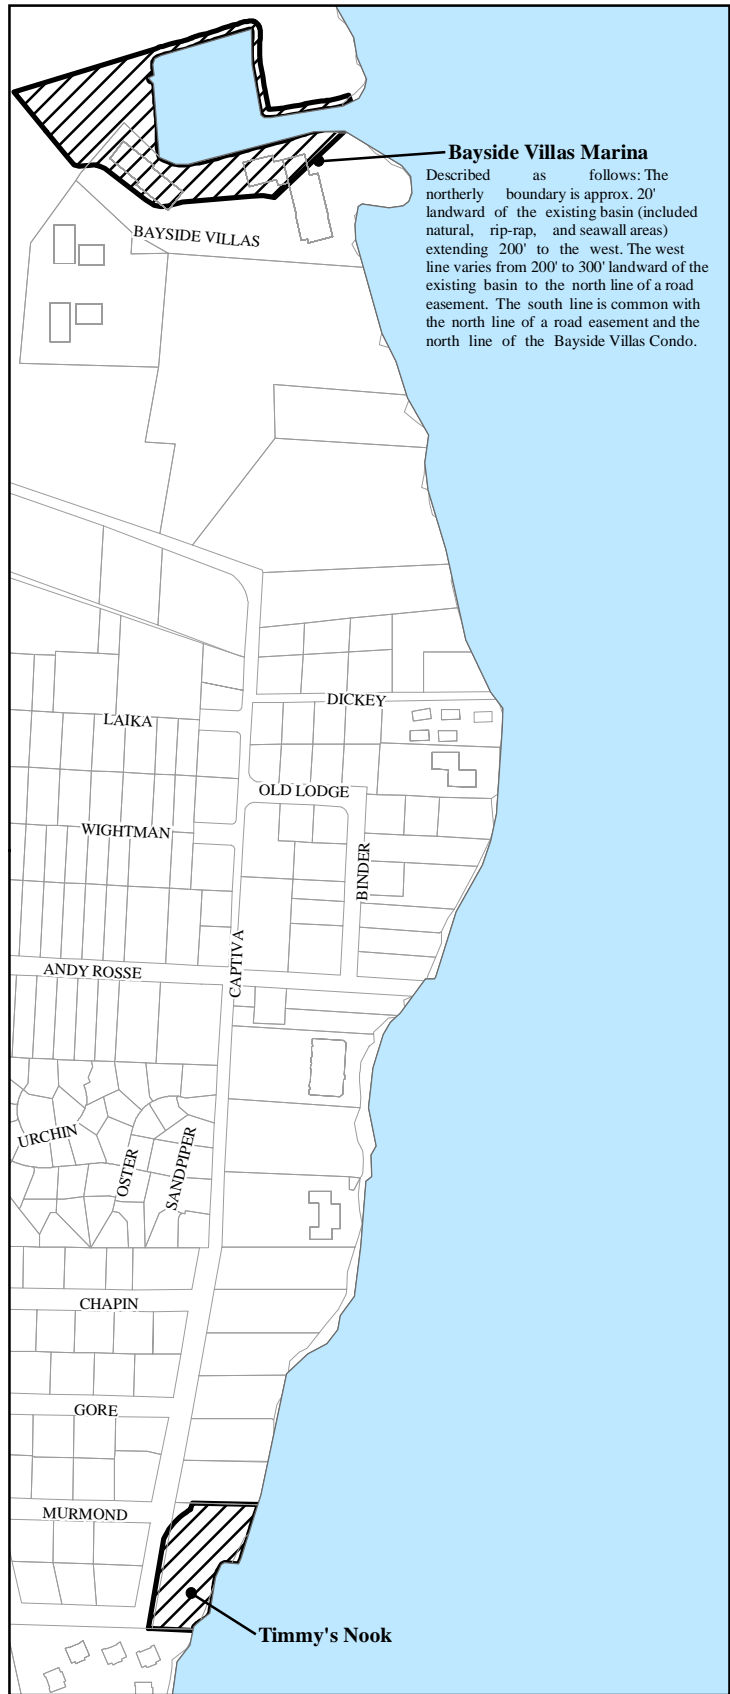 Bayside Villas Marina
Described as follows: The
northerly boundary is approx. 20'
landward of the existing basin (included
natural, rip-rap, and seawall areas)
extending 200' to the west. The west
line varies from 200' to 300' landward of the
existing basin to the north line of a road
easement. The south line is common with
the north line of a road easement and the
north line of the Bayside Villas Condo.
BAYSIDE VILLAS
DICKEY
LAIKA
OLD LODGE
WIGHTMAN
BINDER
CAPTIVA
ANDY ROSSE
URCHIN
OSTER
SANDPIPER
CHAPIN
GORE
MURMOND
Timmy's Nook